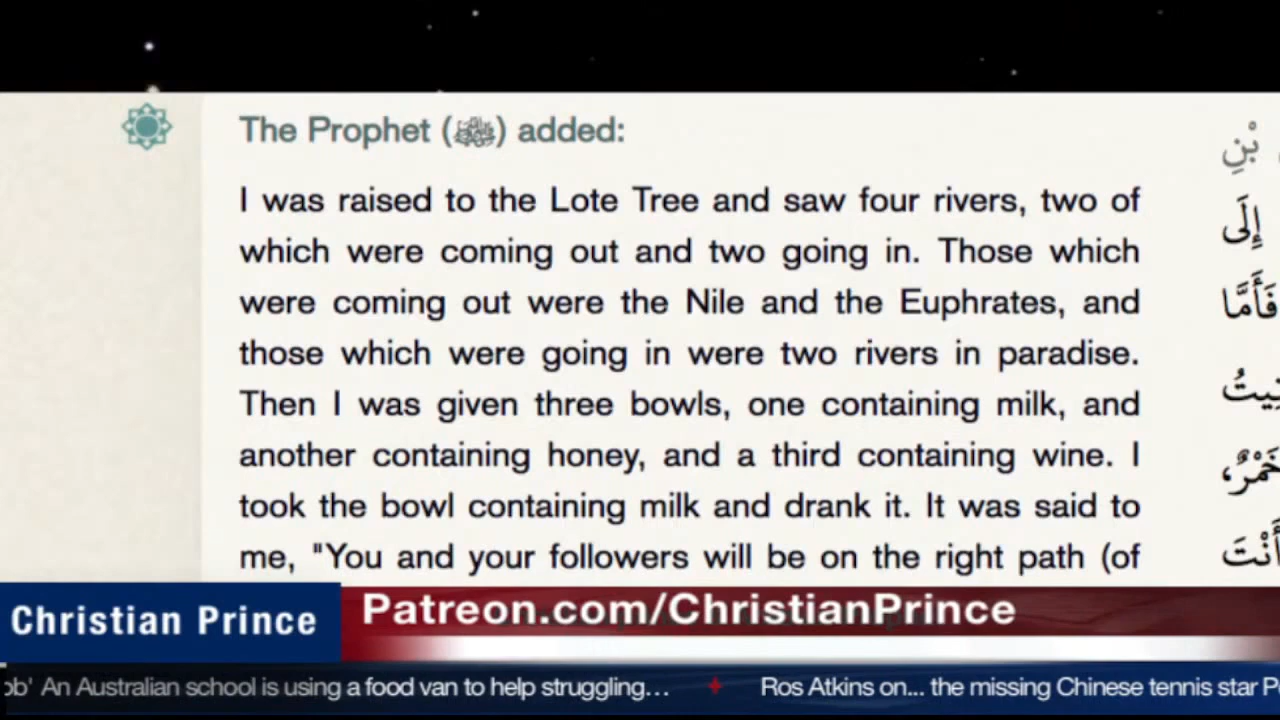 The Prophet (ﷺ) added:
I was raised to the Lote Tree and saw four rivers, two of
which were coming out and two going in. Those which
were coming out were the Nile and the Euphrates, and
those which were going in were two rivers in paradise.
Then I was given three bowls, one containing milk, and
another containing honey, and a third containing wine. I
took the bowl containing milk and drank it. It was said to
me, "You and your followers will be on the right path (of
بْنِ
إِلَى
فَأَمَّا
خَمْرٌ،
أَنْتَ
Christian Prince
Patreon.com/ChristianPrince
ob' An Australian school is using a food van to help struggling...
Ros Atkins on... the missing Chinese tennis star